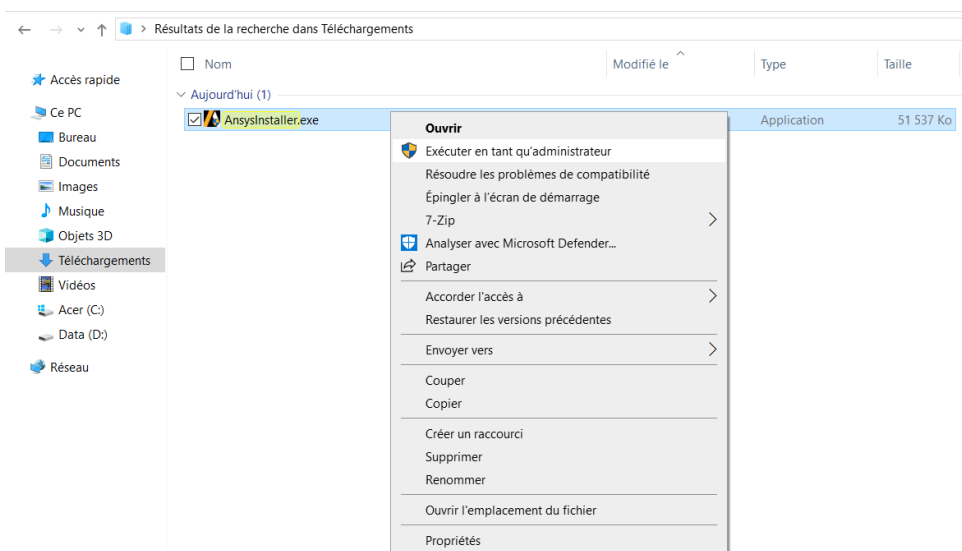 Résultats de la recherche dans Téléchargements
Nom Modifié le Type Taille
Accès rapide
Ce PC
Bureau
Documents
Images
Musique
Objets 3D
Téléchargements
Vidéos
Acer (C:)
Data (D:)
Réseau
Aujourd'hui (1)
AnsysInstaller.exe Application 51 537 Ko
Ouvrir
Exécuter en tant qu'administrateur
Résoudre les problèmes de compatibilité
Épingler à l'écran de démarrage
7-Zip
Analyser avec Microsoft Defender...
Partager
Accorder l'accès à
Restaurer les versions précédentes
Envoyer vers
Couper
Copier
Créer un raccourci
Supprimer
Renommer
Ouvrir l'emplacement du fichier
Propriétés